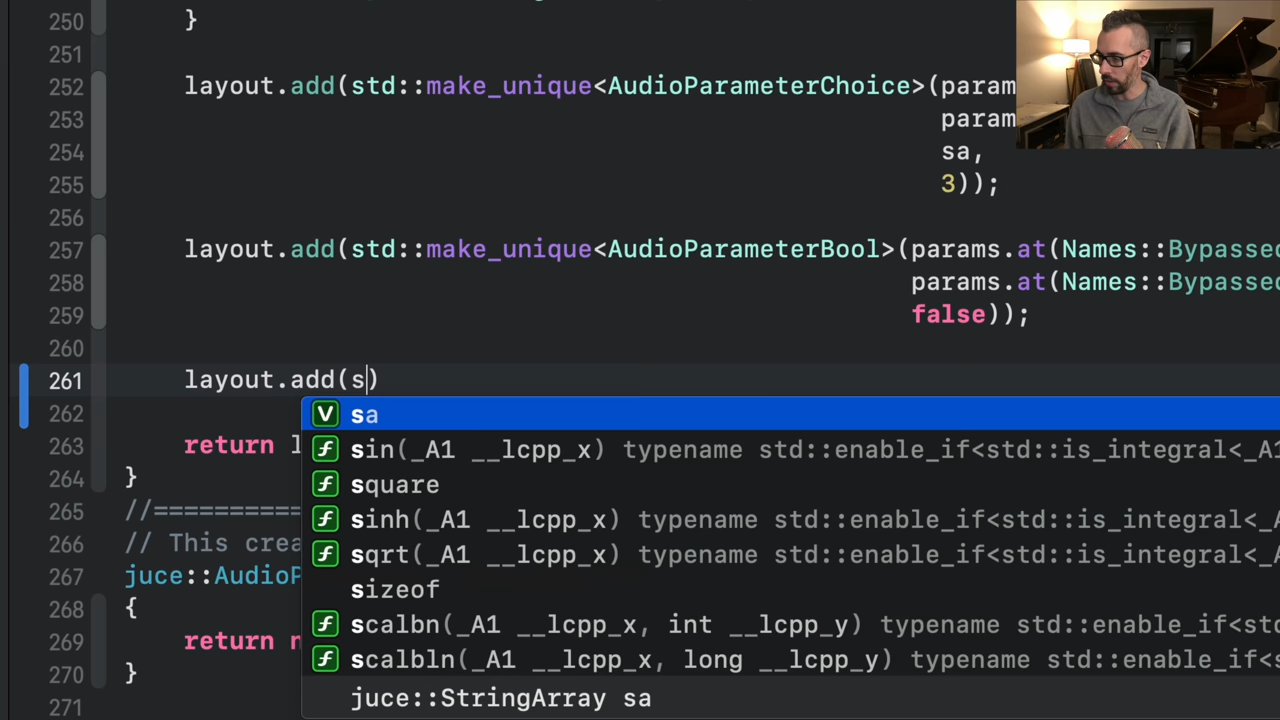 250 }
251
252 layout.add(std::make_unique<AudioParameterChoice>(param
253 param
254 sa,
255 3));
256
257 layout.add(std::make_unique<AudioParameterBool>(params.at(Names::Bypassed
258 params.at(Names::Bypassed
259 false));
260
261 layout.add(s)
262
sa
263 return l
sin(_A1 __lcpp_x) typename std::enable_if<std::is_integral<_A1
264 }
square
265 //==========
sinh(_A1 __lcpp_x) typename std::enable_if<std::is_integral<_
266 // This crea
sqrt(_A1 __lcpp_x) typename std::enable_if<std::is_integral<_
267 juce::AudioP
sizeof
268 {
scalbn(_A1 __lcpp_x, int __lcpp_y) typename std::enable_if<std
269 return n
scalbln(_A1 __lcpp_x, long __lcpp_y) typename std::enable_if<s
270 }
juce::StringArray sa
271